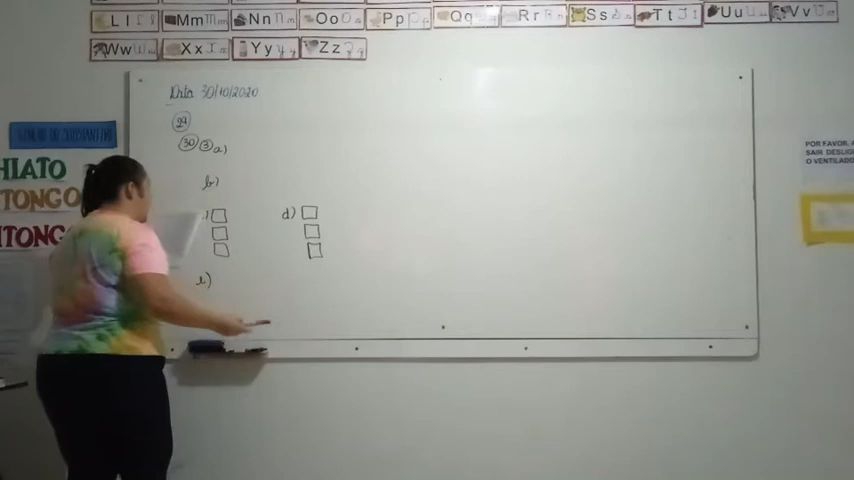 Ll Mm Nn Oo Pp Qq Rr Ss Tt Uu Vv
Ww Xx Yy Zz
Data 30/10/2020
29
30 3 a)
b)
d)
e)
HIATO
TONGO
ITONG
POR FAVOR, A
SAIR DESLIG
O VENTILADO